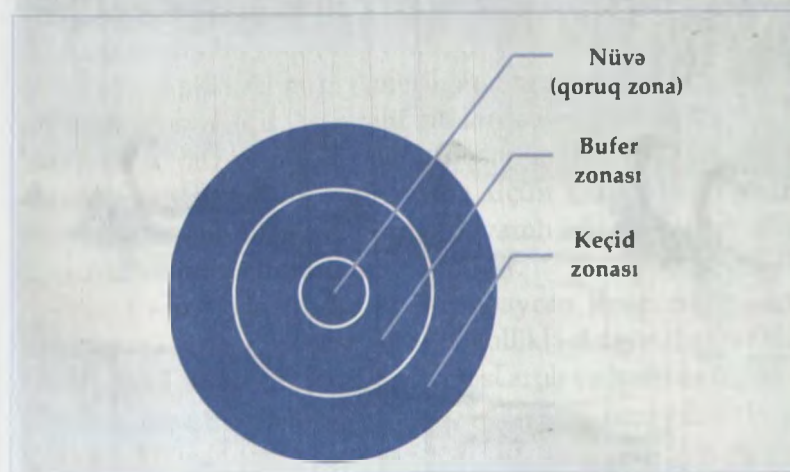 Nüvə
(qoruq zona)
Bufer
zonası
Keçid
zonası